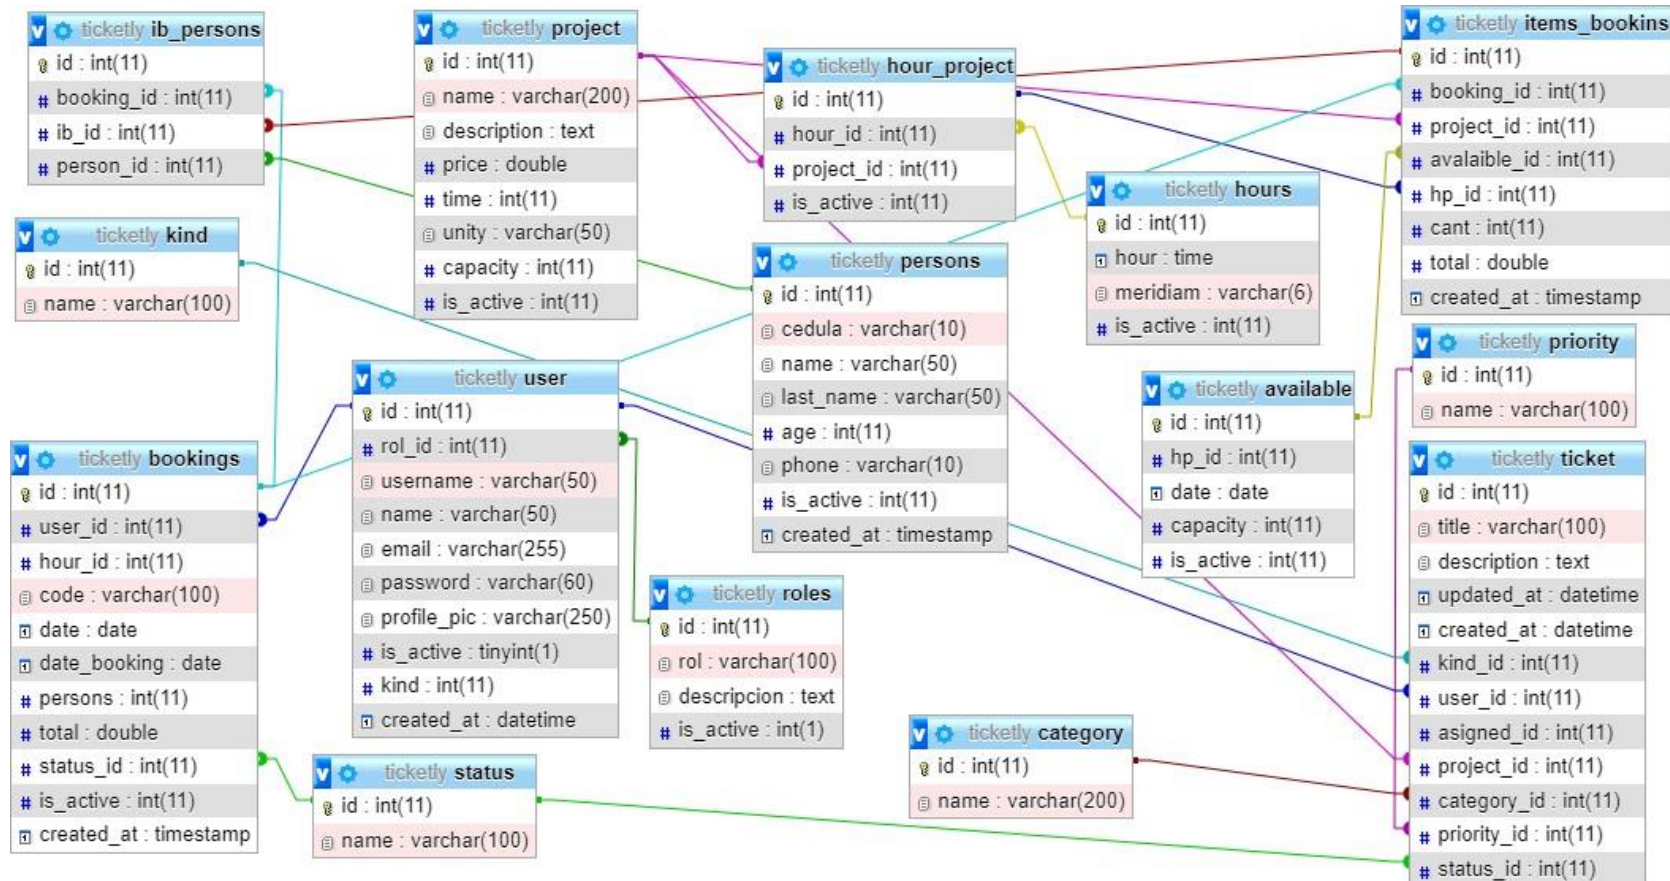 ticketly ib_persons
id : int(11)
booking_id : int(11)
ib_id : int(11)
person_id : int(11)
ticketly project
id : int(11)
name : varchar(200)
description : text
price : double
time : int(11)
unity : varchar(50)
capacity : int(11)
is_active : int(11)
ticketly hour_project
id : int(11)
hour_id : int(11)
project_id : int(11)
is_active : int(11)
ticketly items_bookins
id : int(11)
booking_id : int(11)
project_id : int(11)
avalaible_id : int(11)
hp_id : int(11)
cant : int(11)
total : double
created_at : timestamp
ticketly kind
id : int(11)
name : varchar(100)
ticketly hours
id : int(11)
hour : time
meridiam : varchar(6)
is_active : int(11)
ticketly persons
id : int(11)
cedula : varchar(10)
name : varchar(50)
last_name : varchar(50)
age : int(11)
phone : varchar(10)
is_active : int(11)
created_at : timestamp
ticketly priority
id : int(11)
name : varchar(100)
ticketly user
id : int(11)
rol_id : int(11)
username : varchar(50)
name : varchar(50)
email : varchar(255)
password : varchar(60)
profile_pic : varchar(250)
is_active : tinyint(1)
kind : int(11)
created_at : datetime
ticketly available
id : int(11)
hp_id : int(11)
date : date
capacity : int(11)
is_active : int(11)
ticketly bookings
id : int(11)
user_id : int(11)
hour_id : int(11)
code : varchar(100)
date : date
date_booking : date
persons : int(11)
total : double
status_id : int(11)
is_active : int(11)
created_at : timestamp
ticketly ticket
id : int(11)
title : varchar(100)
description : text
updated_at : datetime
created_at : datetime
kind_id : int(11)
user_id : int(11)
asigned_id : int(11)
project_id : int(11)
category_id : int(11)
priority_id : int(11)
status_id : int(11)
ticketly roles
id : int(11)
rol : varchar(100)
descripcion : text
is_active : int(1)
ticketly category
id : int(11)
name : varchar(200)
ticketly status
id : int(11)
name : varchar(100)